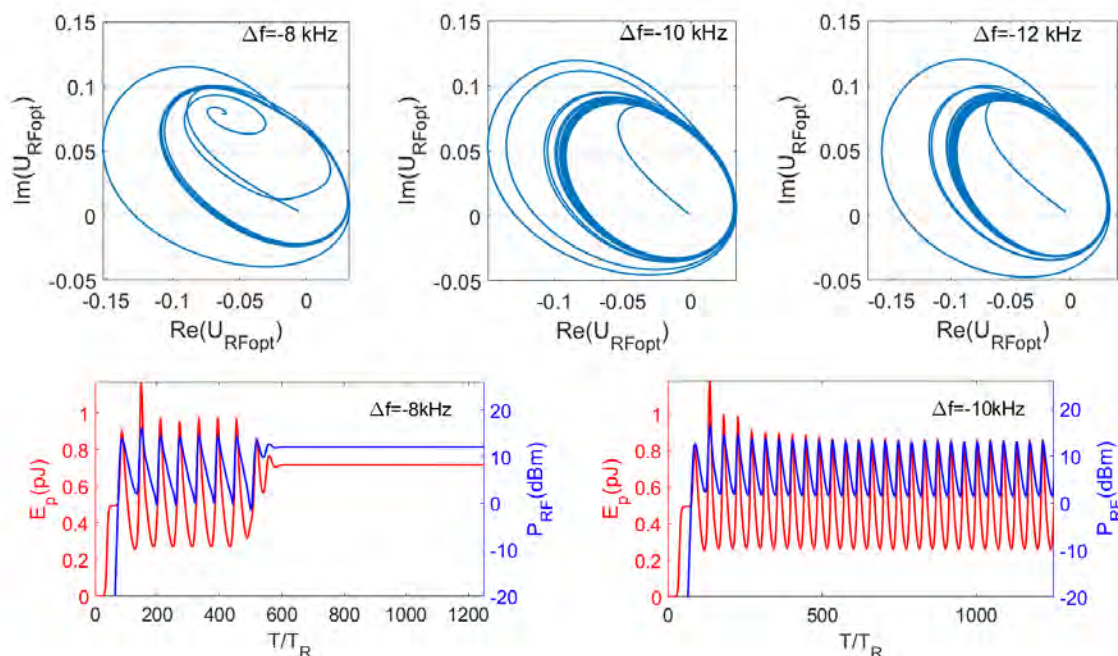 Δf=-8 kHz
0.15
0.1
0.05
0
-0.05
Im(U_RFopt)
-0.15 -0.1 -0.05 0
Re(U_RFopt)
Δf=-10 kHz
0.15
0.1
0.05
0
-0.05
Im(U_RFopt)
-0.1 -0.05 0
Re(U_RFopt)
Δf=-12 kHz
0.15
0.1
0.05
0
-0.05
Im(U_RFopt)
-0.15 -0.1 -0.05 0
Re(U_RFopt)
Δf=-8kHz
1
0.8
0.6
0.4
0.2
0
E_p(pJ)
20
10
0
-10
-20
P_RF(dBm)
0 200 400 600 800 1000 1200
T/T_R
Δf=-10kHz
1
0.8
0.6
0.4
0.2
0
E_p(pJ)
20
10
0
-10
-20
P_RF(dBm)
0 500 1000
T/T_R